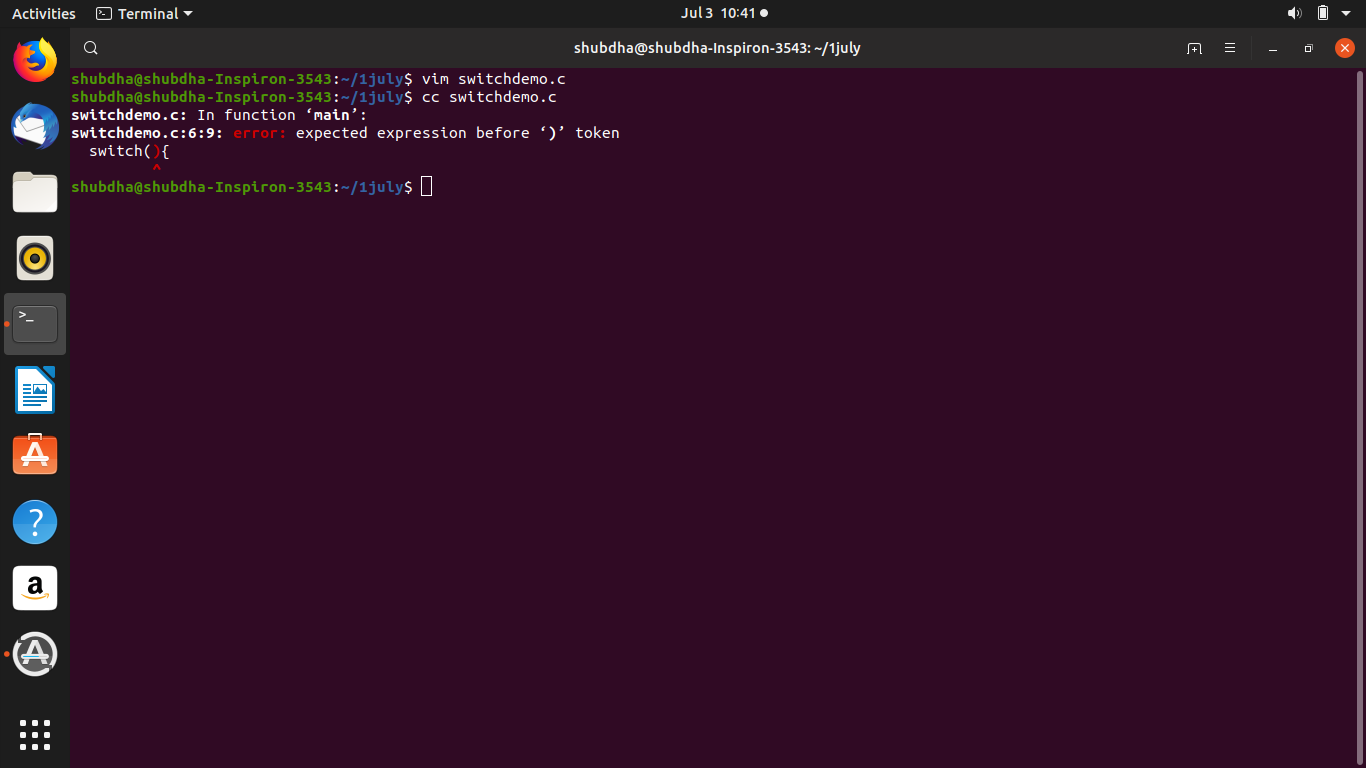 Activities Terminal Jul 3 10:41
shubdha@shubdha-Inspiron-3543: ~/1july
shubdha@shubdha-Inspiron-3543:~/1july$ vim switchdemo.c
shubdha@shubdha-Inspiron-3543:~/1july$ cc switchdemo.c
switchdemo.c: In function ‘main’:
switchdemo.c:6:9: error: expected expression before ‘)’ token
  switch(){
         ^
shubdha@shubdha-Inspiron-3543:~/1july$